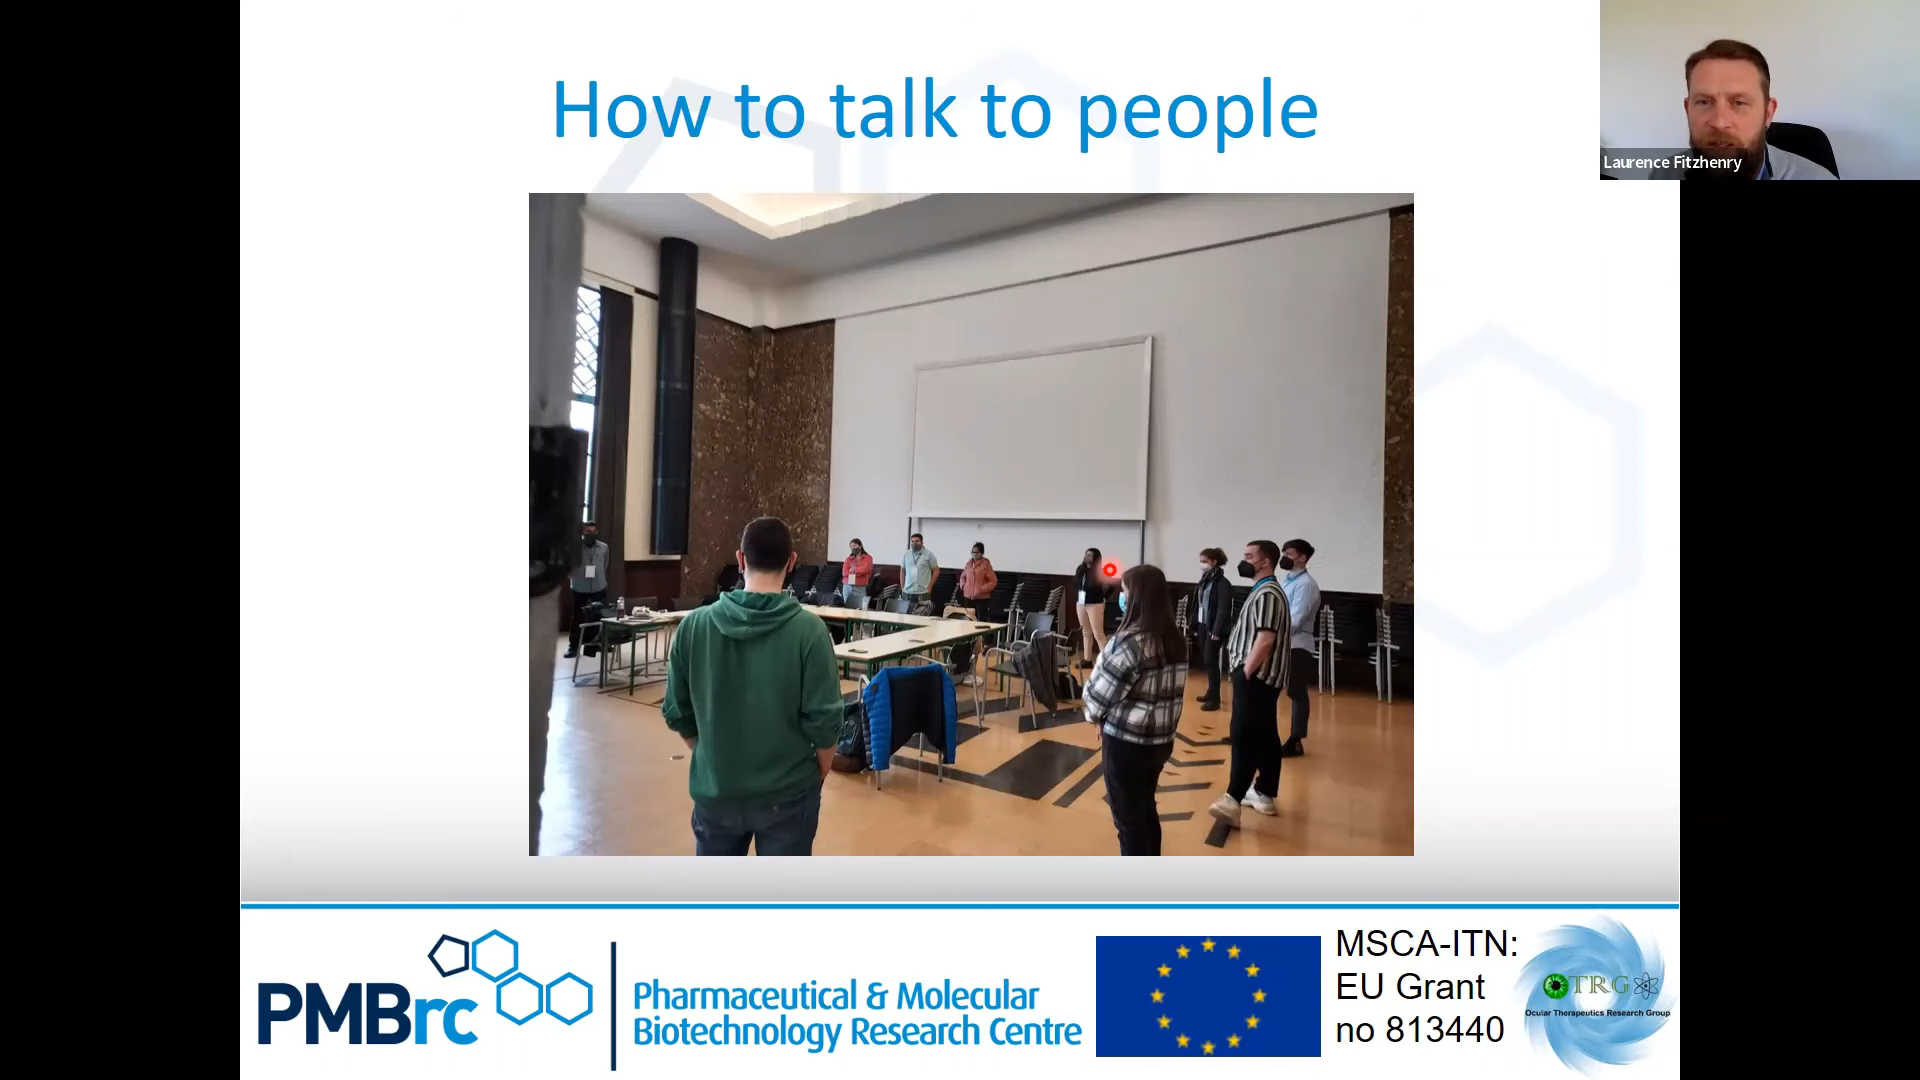 How to talk to people
Laurence Fitzhenry
PMBrc
Pharmaceutical & Molecular
Biotechnology Research Centre
MSCA-ITN:
EU Grant
no 813440
OTRG
Ocular Therapeutics Research Group